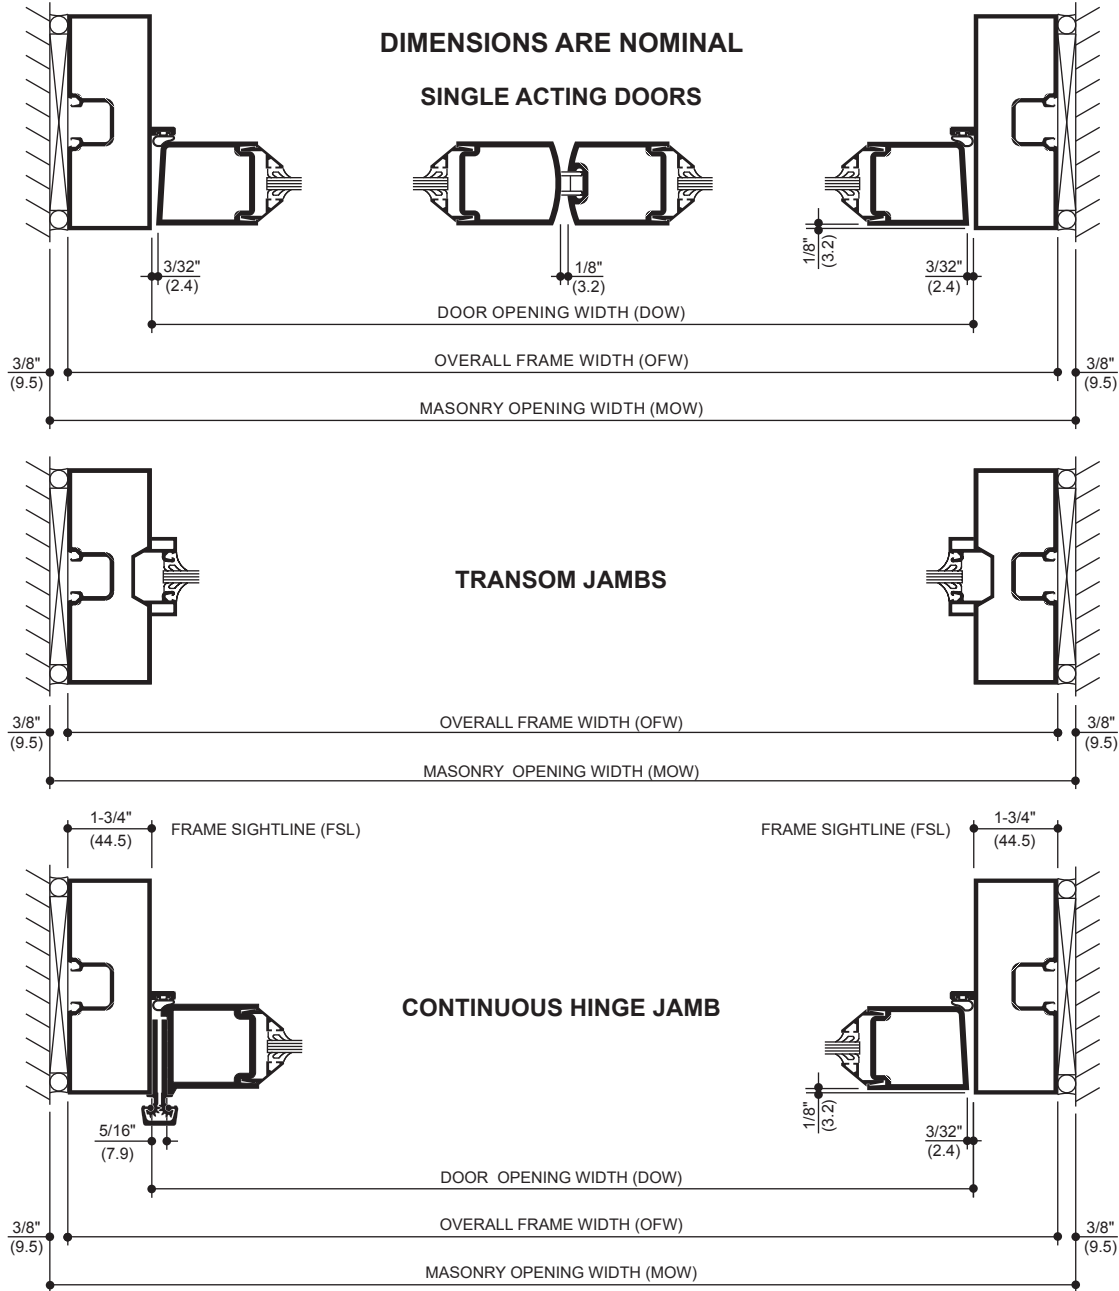 DIMENSIONS ARE NOMINAL
SINGLE ACTING DOORS
1/8"
(3.2)
3/32"
(2.4)
1/8"
(3.2)
3/32"
(2.4)
DOOR OPENING WIDTH (DOW)
3/8"
(9.5)
OVERALL FRAME WIDTH (OFW)
3/8"
(9.5)
MASONRY OPENING WIDTH (MOW)
TRANSOM JAMBS
3/8"
(9.5)
OVERALL FRAME WIDTH (OFW)
3/8"
(9.5)
MASONRY OPENING WIDTH (MOW)
1-3/4"
(44.5)
FRAME SIGHTLINE (FSL)
FRAME SIGHTLINE (FSL)
1-3/4"
(44.5)
CONTINUOUS HINGE JAMB
1/8"
(3.2)
5/16"
(7.9)
3/32"
(2.4)
DOOR OPENING WIDTH (DOW)
3/8"
(9.5)
OVERALL FRAME WIDTH (OFW)
3/8"
(9.5)
MASONRY OPENING WIDTH (MOW)